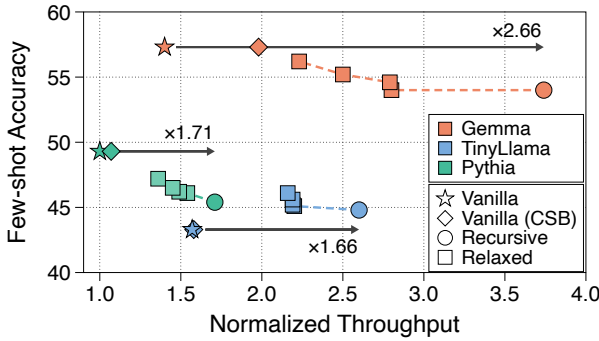 Few-shot Accuracy
60
55
50
45
40
×2.66
×1.71
×1.66
Gemma
TinyLlama
Pythia
Vanilla
Vanilla (CSB)
Recursive
Relaxed
1.0 1.5 2.0 2.5 3.0 3.5 4.0
Normalized Throughput